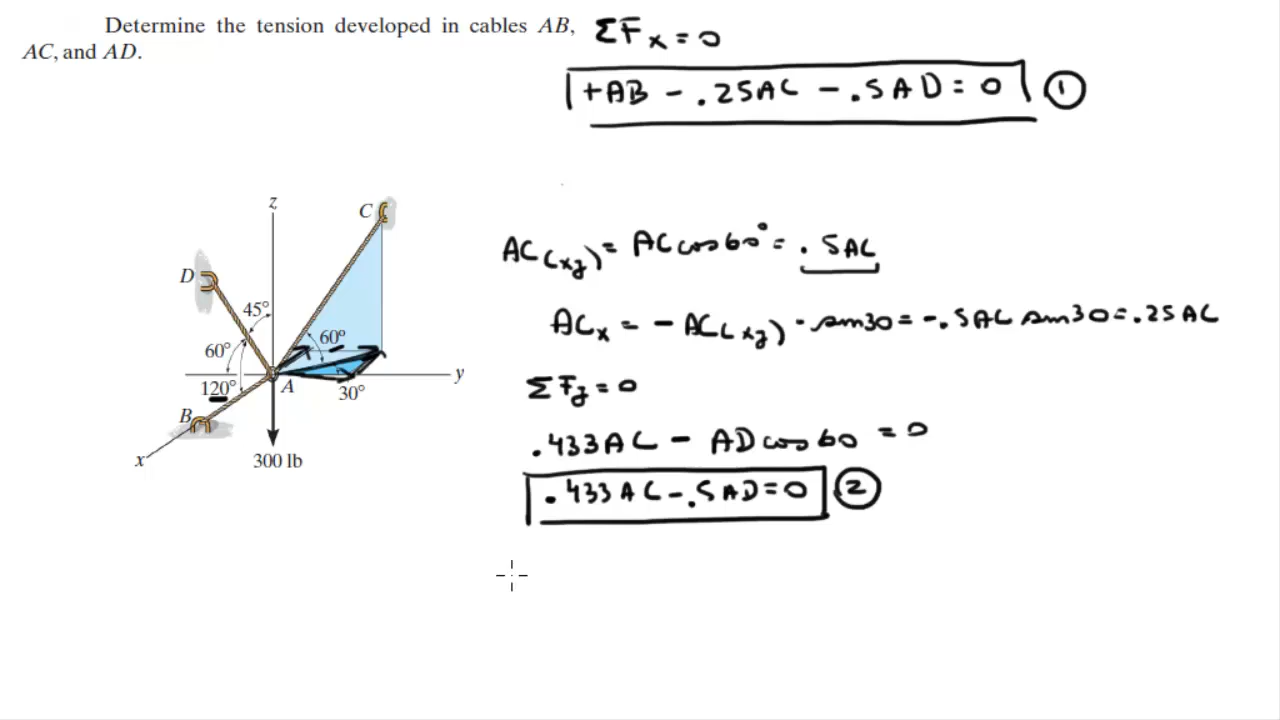 Determine the tension developed in cables AB,
AC, and AD.
ΣFx = 0
+AB - .25AC - .5AD = 0 ①
z
C
D
45°
60°
60°
y
120°
A
30°
B
x
300 lb
AC(xy) = AC cos60° = .5AC
ACx = - AC(xy) · sin30 = -.5AC sin30 = .25AC
ΣFy = 0
.433AC - AD cos 60 = 0
.433AC - .5AD = 0 ②